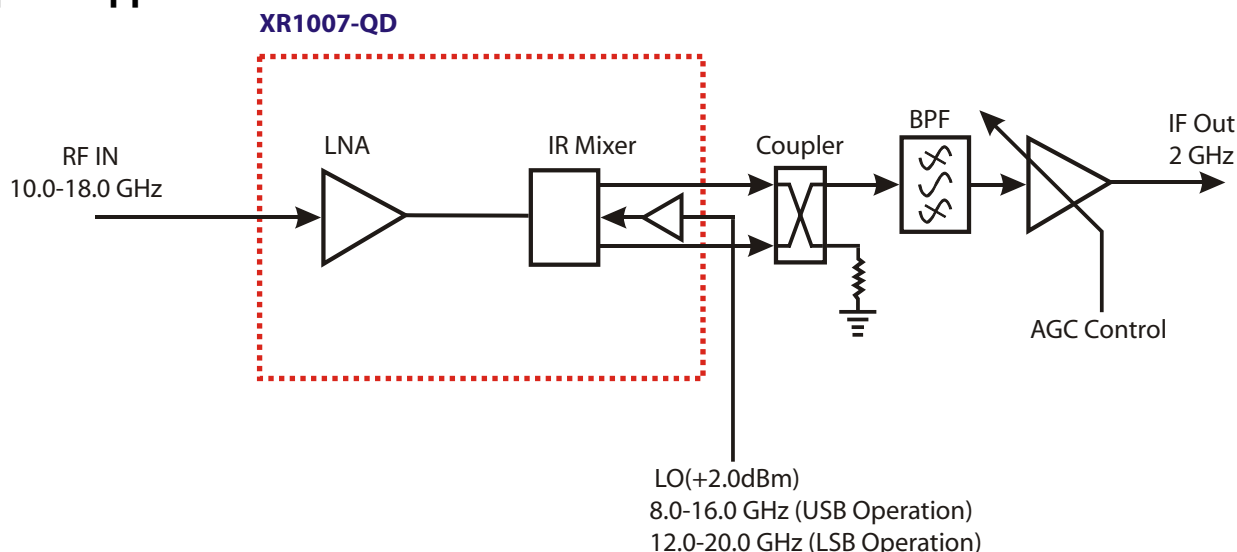 XR1007-QD
RF IN
10.0-18.0 GHz
LNA
IR Mixer
Coupler
BPF
IF Out
2 GHz
AGC Control
LO(+2.0dBm)
8.0-16.0 GHz (USB Operation)
12.0-20.0 GHz (LSB Operation)